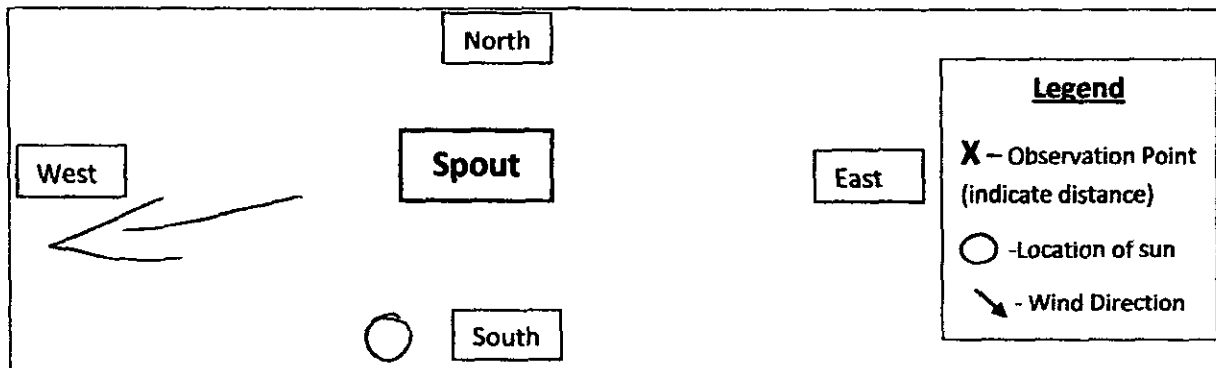 North
Legend
Spout
X – Observation Point
West
East
(indicate distance)
-Location of sun
- Wind Direction
South